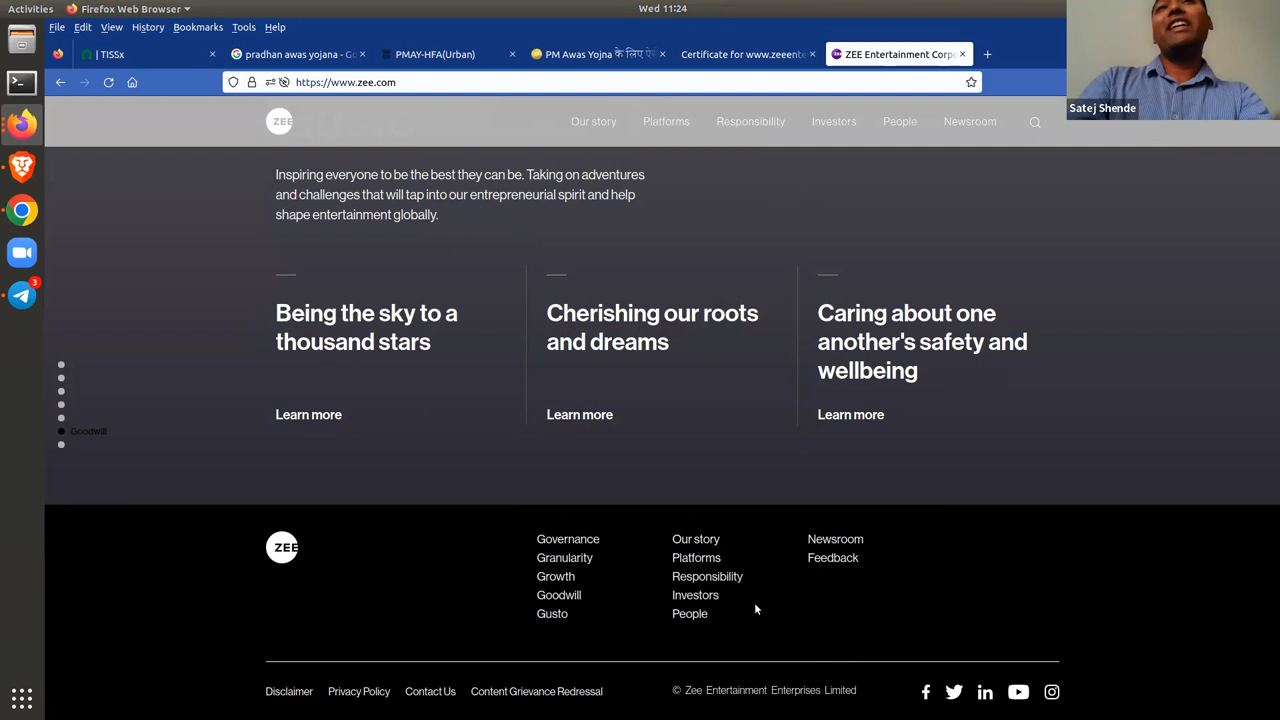 Activities Firefox Web Browser Wed 11:24
File Edit View History Bookmarks Tools Help
| TISSx pradhan awas yojana - Go PMAY-HFA(Urban) PM Awas Yojna के लिए Certificate for www.zeeente ZEE Entertainment Corpo
https://www.zee.com
Satej Shende
ZEE Our story Platforms Responsibility Investors People Newsroom
Inspiring everyone to be the best they can be. Taking on adventures
and challenges that will tap into our entrepreneurial spirit and help
shape entertainment globally.
3
Being the sky to a
thousand stars
Learn more
Cherishing our roots
and dreams
Learn more
Caring about one
another's safety and
wellbeing
Learn more
Goodwill
ZEE
Governance
Granularity
Growth
Goodwill
Gusto
Our story
Platforms
Responsibility
Investors
People
Newsroom
Feedback
Disclaimer Privacy Policy Contact Us Content Grievance Redressal © Zee Entertainment Enterprises Limited